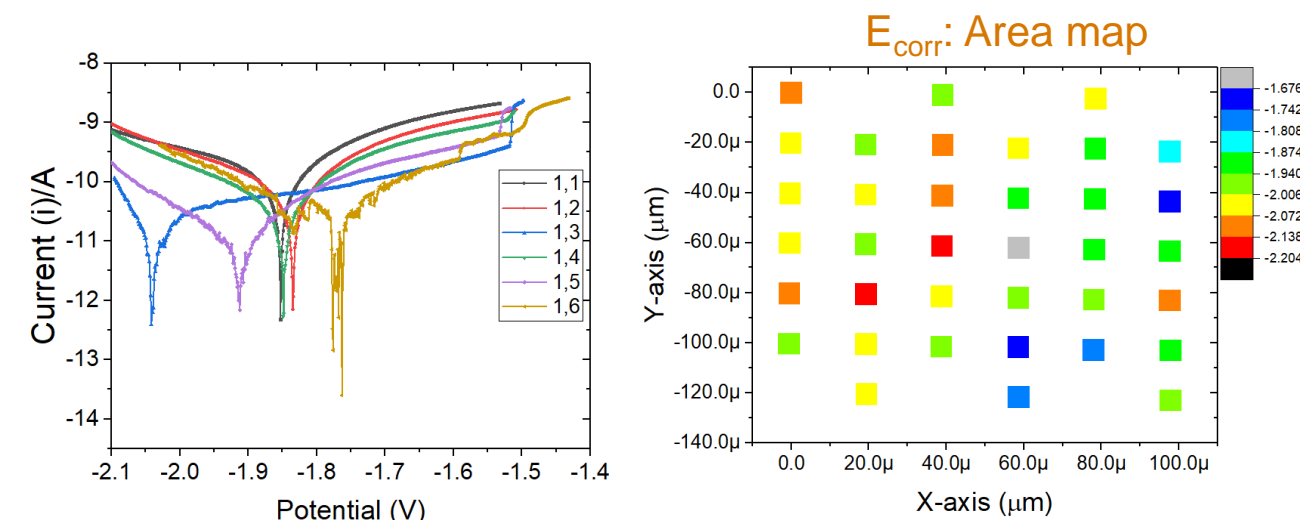 E_corr: Area map
-8
-9
-10
-11
-12
-13
-14
-2.1 -2.0 -1.9 -1.8 -1.7 -1.6 -1.5 -1.4
Current (i)/A
Potential (V)
1,1
1,2
1,3
1,4
1,5
1,6
0.0
-20.0µ
-40.0µ
-60.0µ
-80.0µ
-100.0µ
-120.0µ
-140.0µ
0.0 20.0µ 40.0µ 60.0µ 80.0µ 100.0µ
Y-axis (μm)
X-axis (μm)
-1.676
-1.742
-1.808
-1.874
-1.940
-2.006
-2.072
-2.138
-2.204